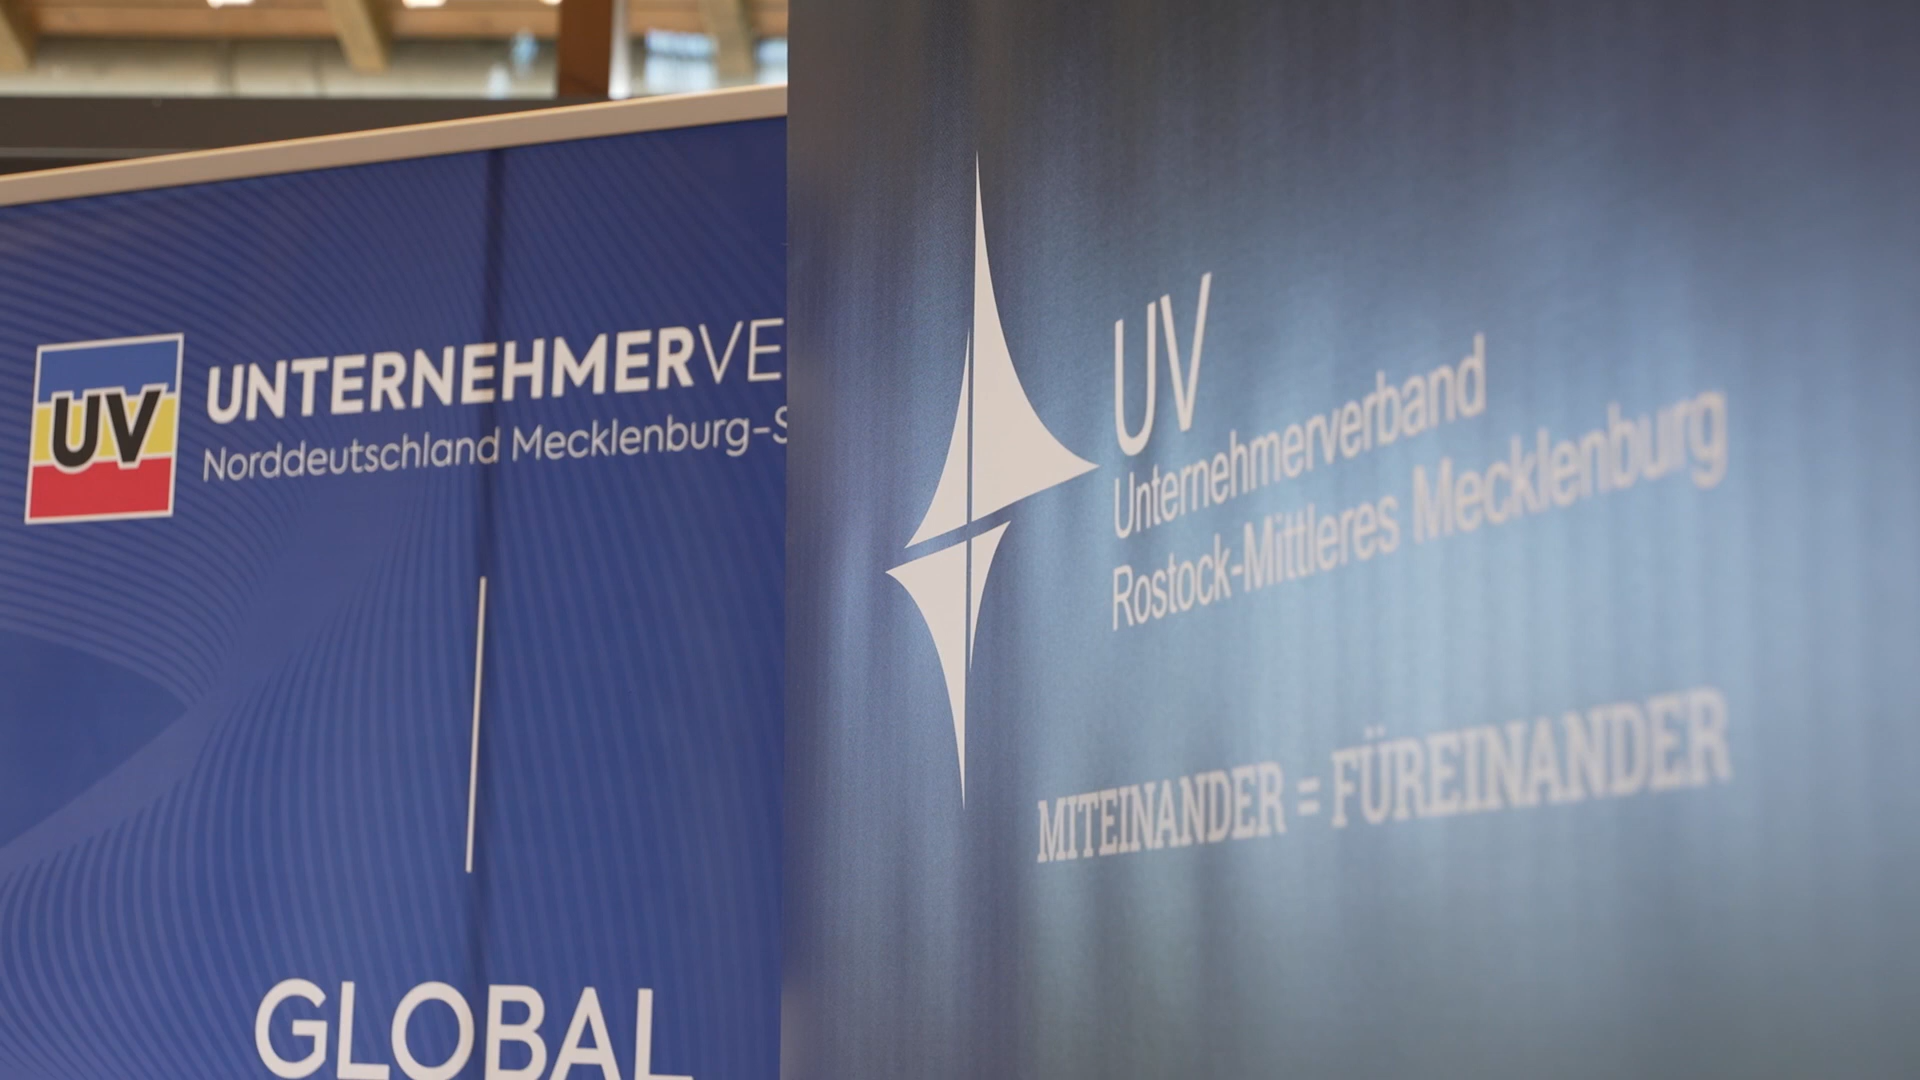 UV
UNTERNEHMERVE
Norddeutschland Mecklenburg-S
GLOBAL
UV
Unternehmerverband
Rostock-Mittleres Mecklenburg
MITEINANDER = FÜREINANDER